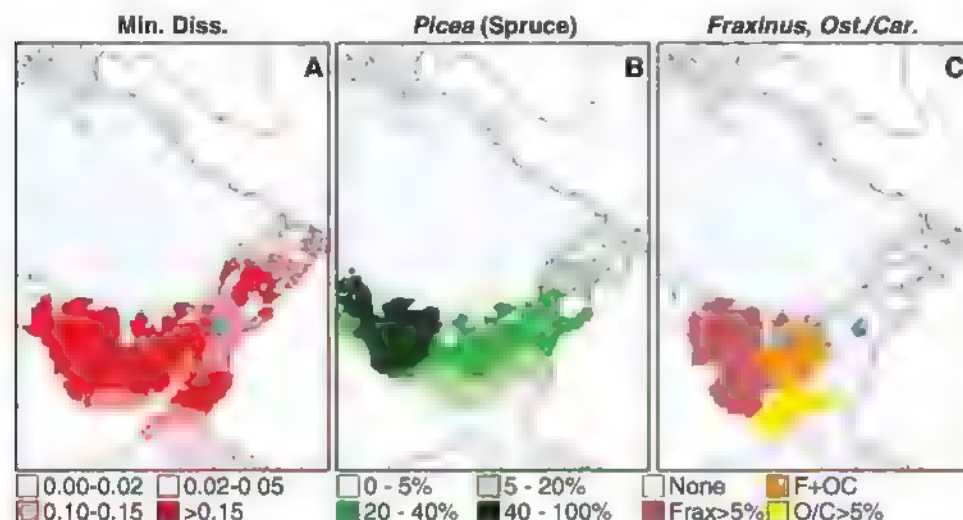 Min. Diss. Picea (Spruce) Fraxinus, Ost./Car.
A B C
0.00-0.02 0.02-0 05 0 - 5% 5 - 20% None F+OC
0.10-0.15 >0.15 20 - 40% 40 - 100% Frax>5% O/C>5%